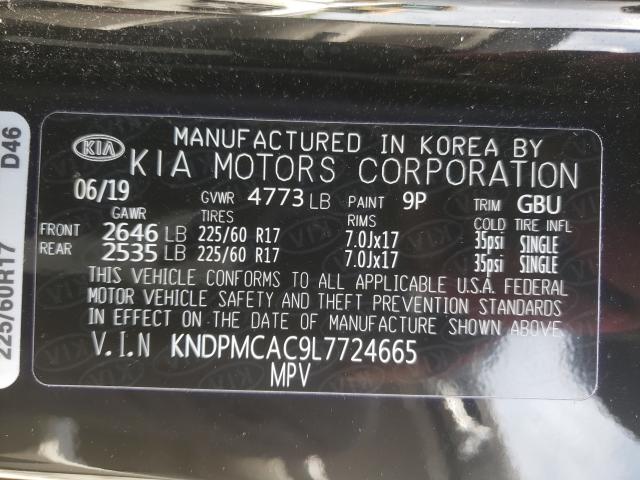 MANUFACTURED IN KOREA BY
KIA KIA MOTORS CORPORATION
06/19 GVWR 4773 LB PAINT 9P TRIM GBU
GAWR TIRES RIMS COLD TIRE INFL
FRONT 2646 LB 225/60 R17 7.0Jx17 35psi SINGLE
REAR 2535 LB 225/60 R17 7.0Jx17 35psi SINGLE
THIS VEHICLE CONFORMS TO ALL APPLICABLE U.S.A. FEDERAL
MOTOR VEHICLE SAFETY AND THEFT PREVENTION STANDARDS
IN EFFECT ON THE DATE OF MANUFACTURING SHOWN ABOVE.
V.I.N KNDPMCAC9L7724665
MPV
225/60R17 D46